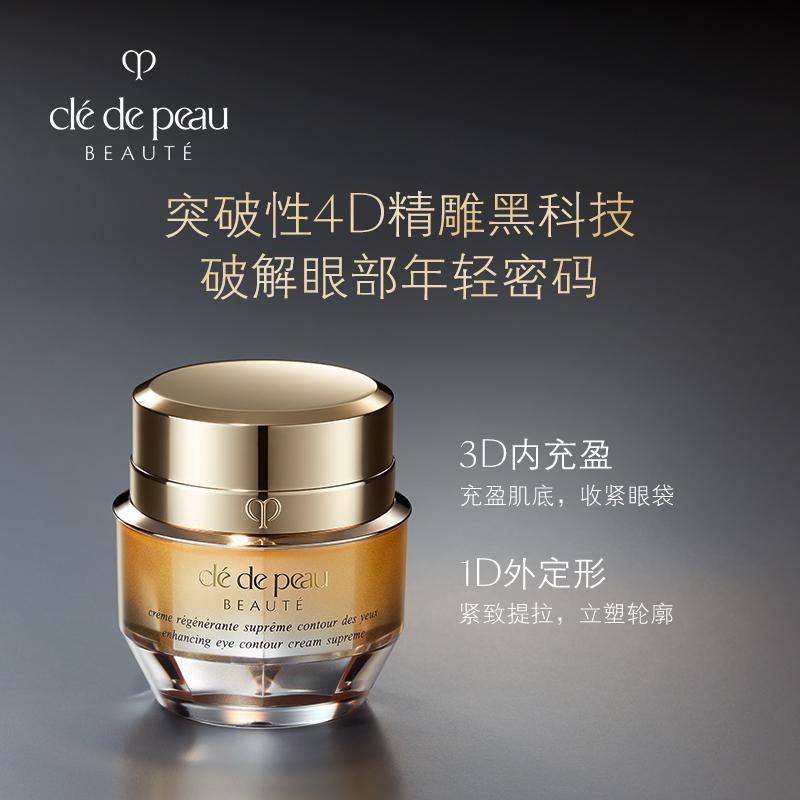 clé de peau
BEAUTÉ
突破性4D精雕黑科技
破解眼部年轻密码
3D内充盈
充盈肌底，收紧眼袋
1D外定形
紧致提拉，立塑轮廓
clé de peau
BEAUTÉ
crème régénérante suprême contour des yeux
enhancing eye contour cream supreme